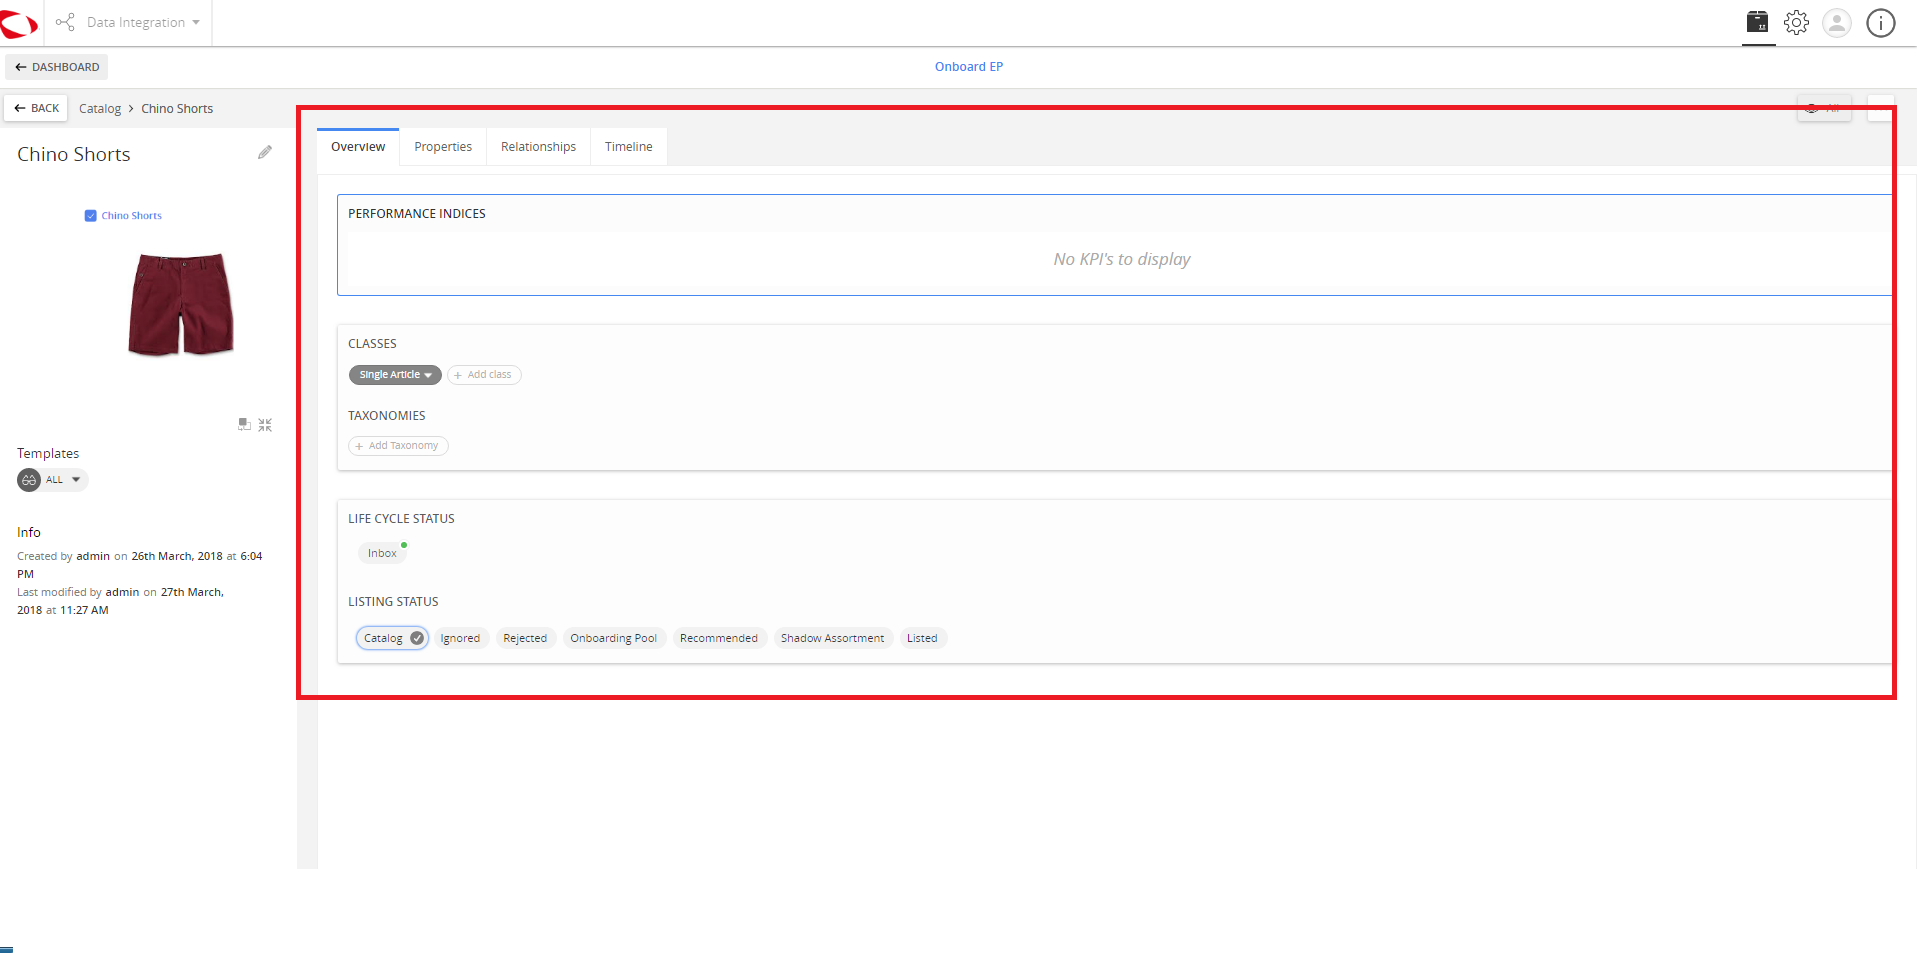 Data Integration
DASHBOARD
Onboard EP
BACK
Catalog > Chino Shorts
All
Chino Shorts
Chino Shorts
Templates
ALL
Info
Created by admin on 26th March, 2018 at 6:04
PM
Last modified by admin on 27th March,
2018 at 11:27 AM
Overview Properties Relationships Timeline
PERFORMANCE INDICES
No KPI's to display
CLASSES
Single Article + Add class
TAXONOMIES
+ Add Taxonomy
LIFE CYCLE STATUS
Inbox
LISTING STATUS
Catalog Ignored Rejected Onboarding Pool Recommended Shadow Assortment Listed